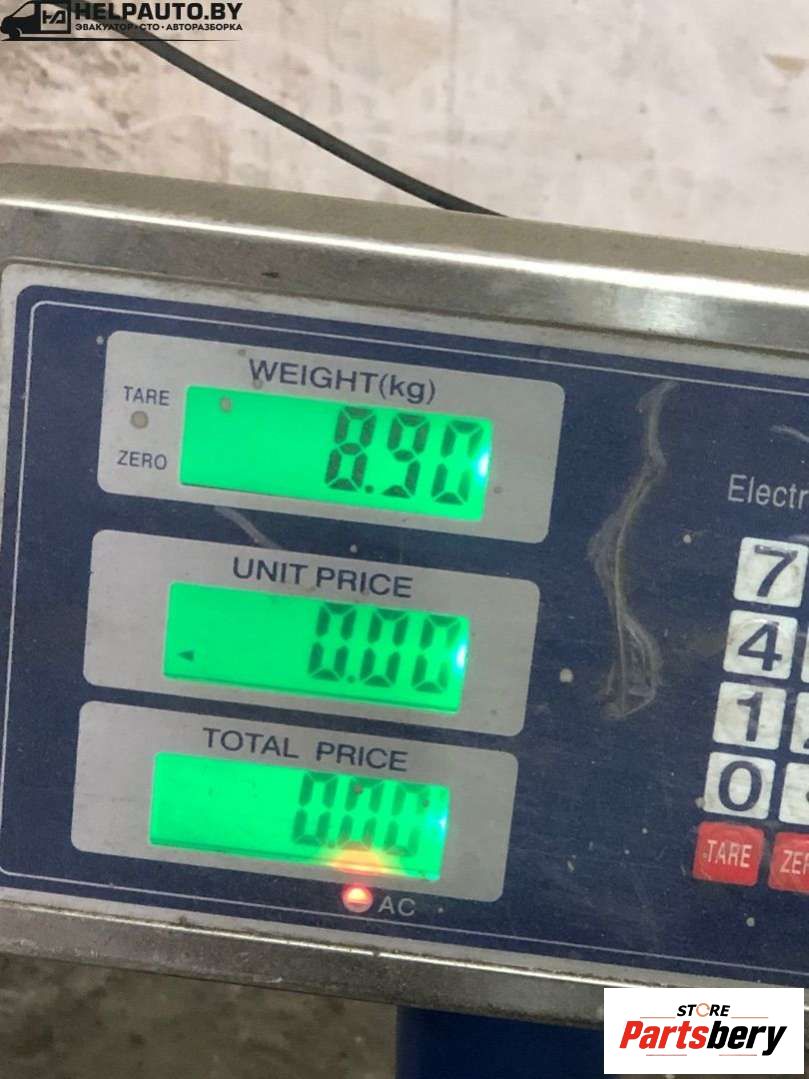 HELPAUTO.BY
ЭВАКУАТОР•СТО•АВТОРАЗБОРКА
WEIGHT(kg)
TARE
8.90
ZERO
Electr
UNIT PRICE
7
0.00
4
TOTAL PRICE
1
0.00
0
TARE
ZER
AC
STORE
Partsbery